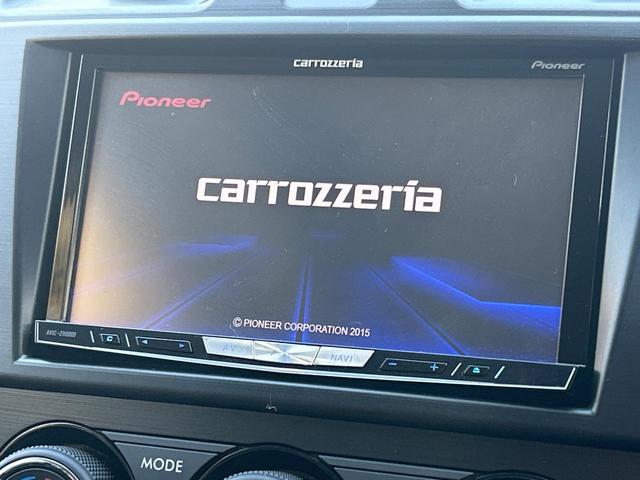 carrozzeria
Pioneer
Pioneer
carrozzeria
© PIONEER CORPORATION 2015
AV
NAVI
MODE